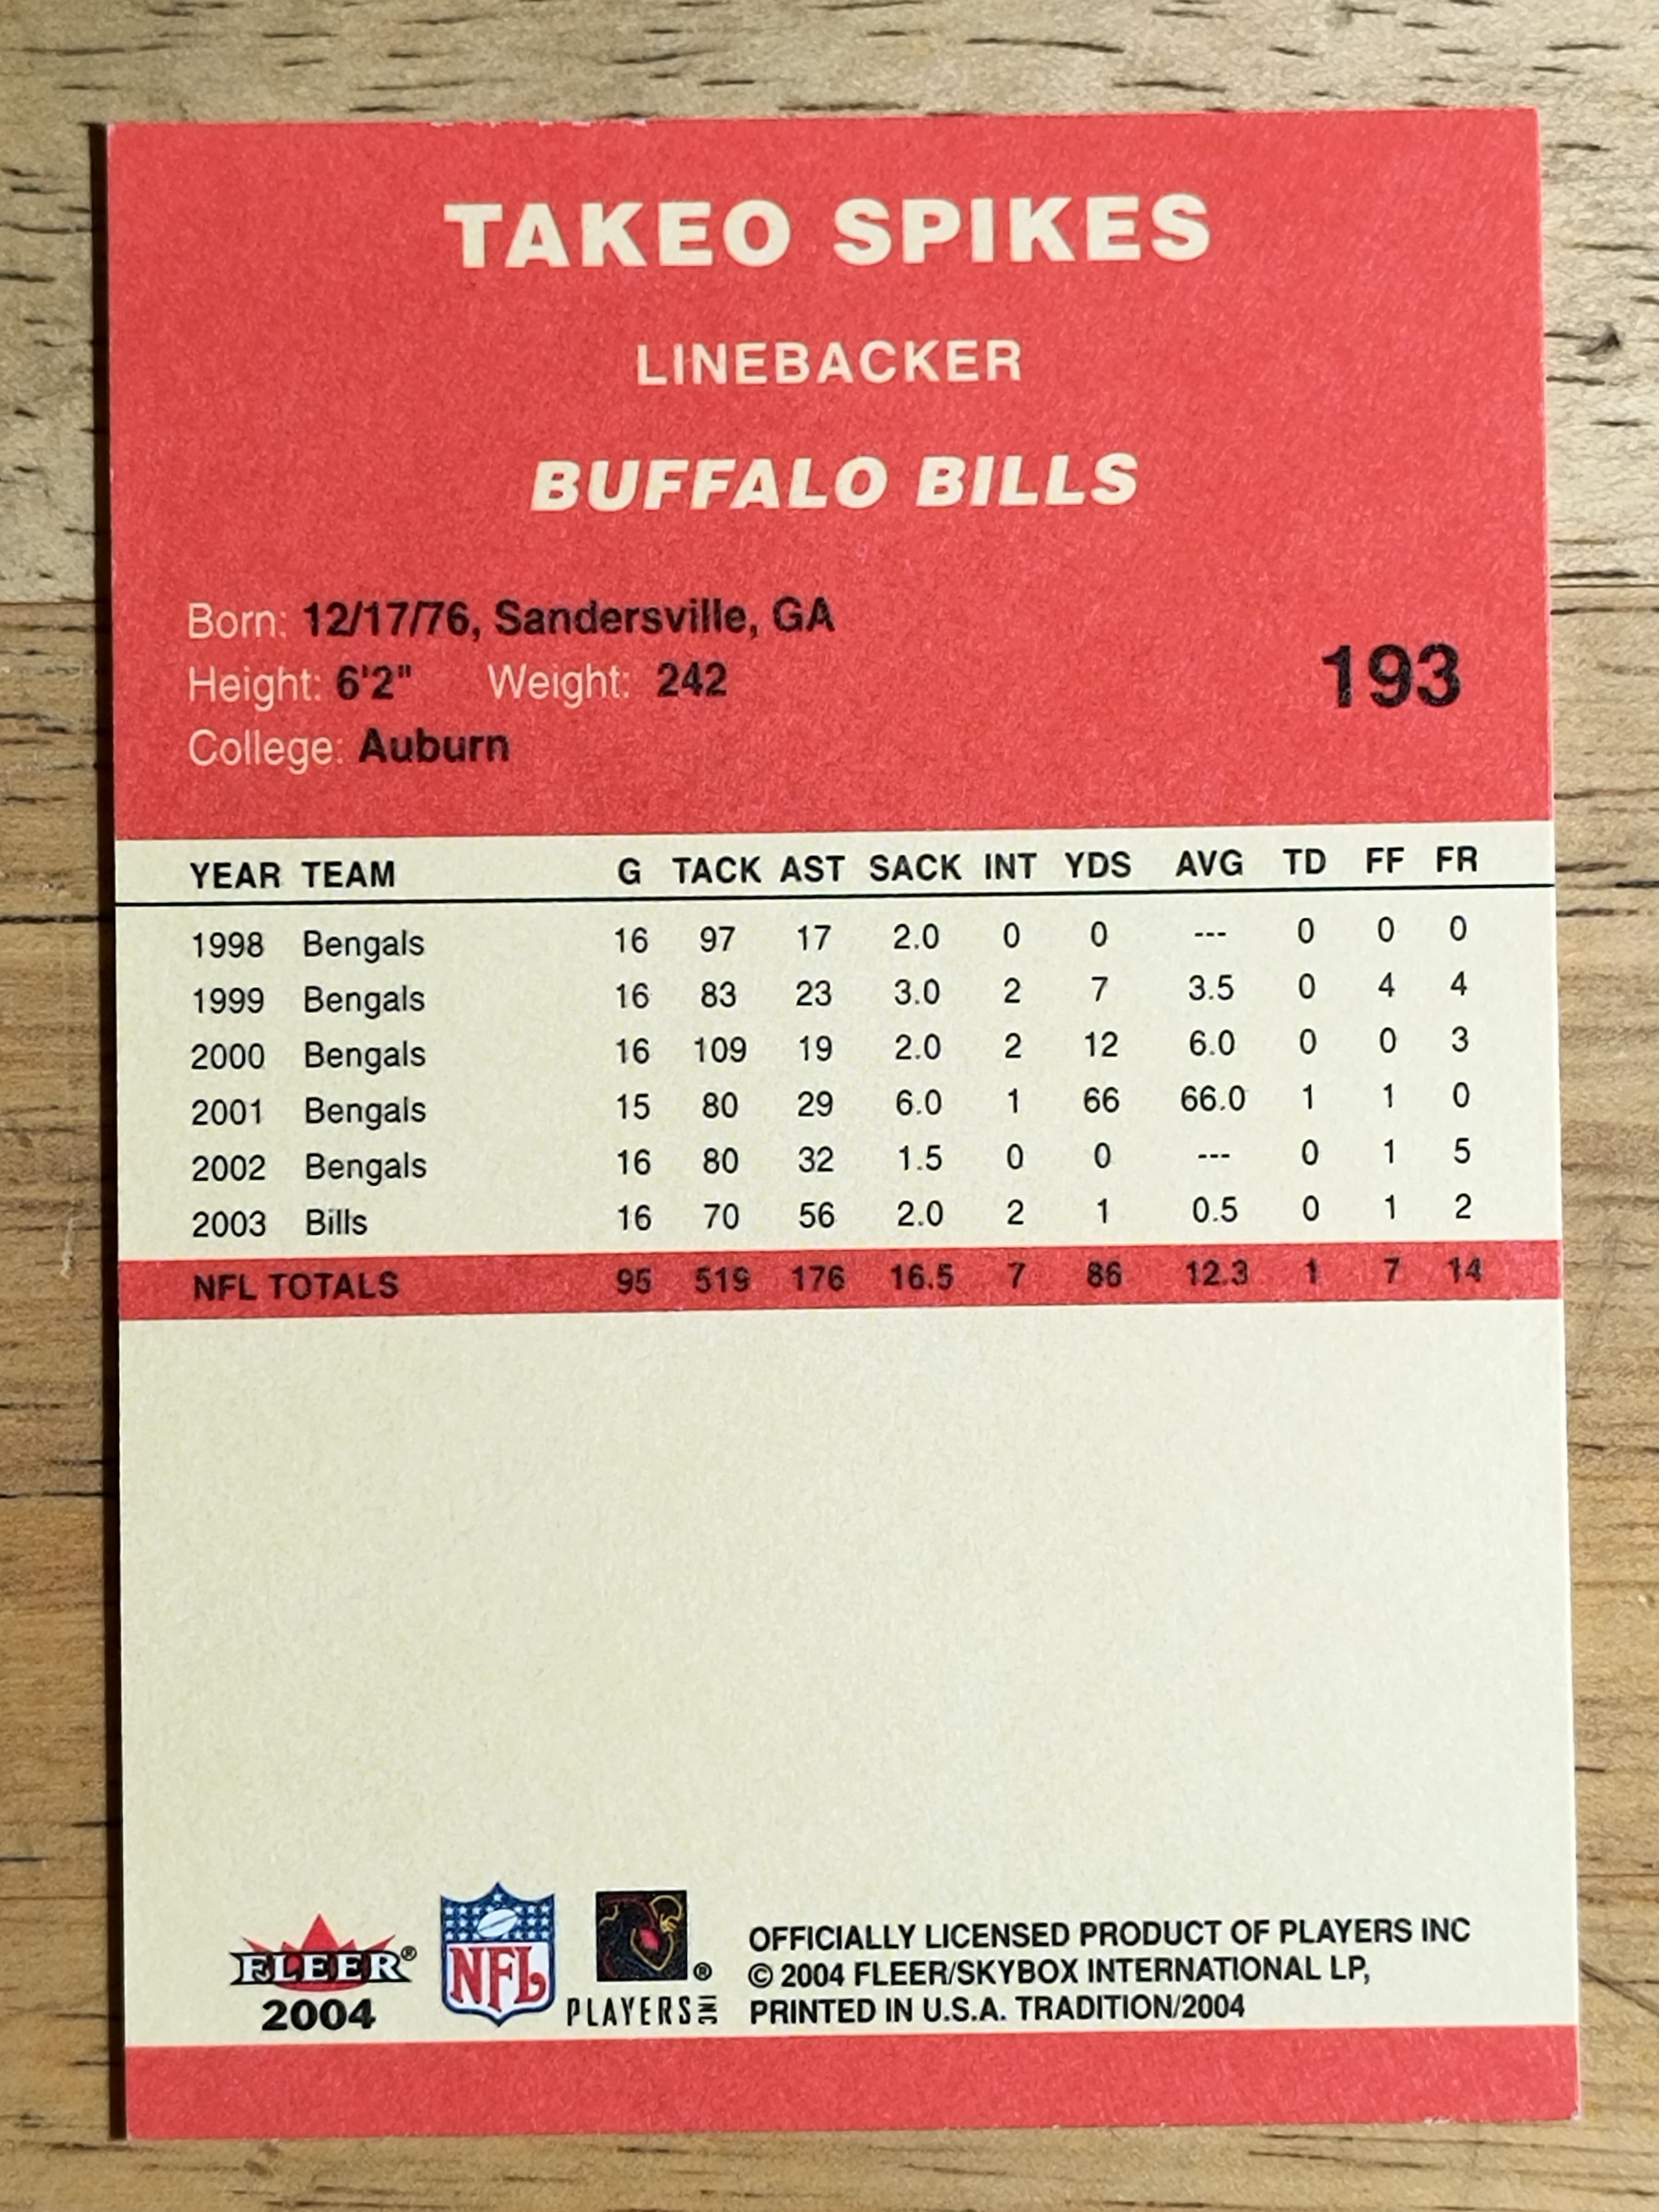 TAKEO SPIKES
LINEBACKER
BUFFALO BILLS
Born: 12/17/76, Sandersville, GA
Height: 6'2" Weight: 242
193
College: Auburn
YEAR TEAM G TACK AST SACK INT YDS AVG TD FF FR
1998 Bengals 16 97 17 2.0 0 0 --- 0 0 0
1999 Bengals 16 83 23 3.0 2 7 3.5 0 4 4
2000 Bengals 16 109 19 2.0 2 12 6.0 0 0 3
2001 Bengals 15 80 29 6.0 1 66 66.0 1 1 0
2002 Bengals 16 80 32 1.5 0 0 --- 0 1 5
2003 Bills 16 70 56 2.0 2 1 0.5 0 1 2
NFL TOTALS 95 519 176 16.5 7 86 12.3 1 7 14
FLEER®
2004
NFL
®
PLAYERS INC
OFFICIALLY LICENSED PRODUCT OF PLAYERS INC
© 2004 FLEER/SKYBOX INTERNATIONAL LP,
PRINTED IN U.S.A. TRADITION/2004